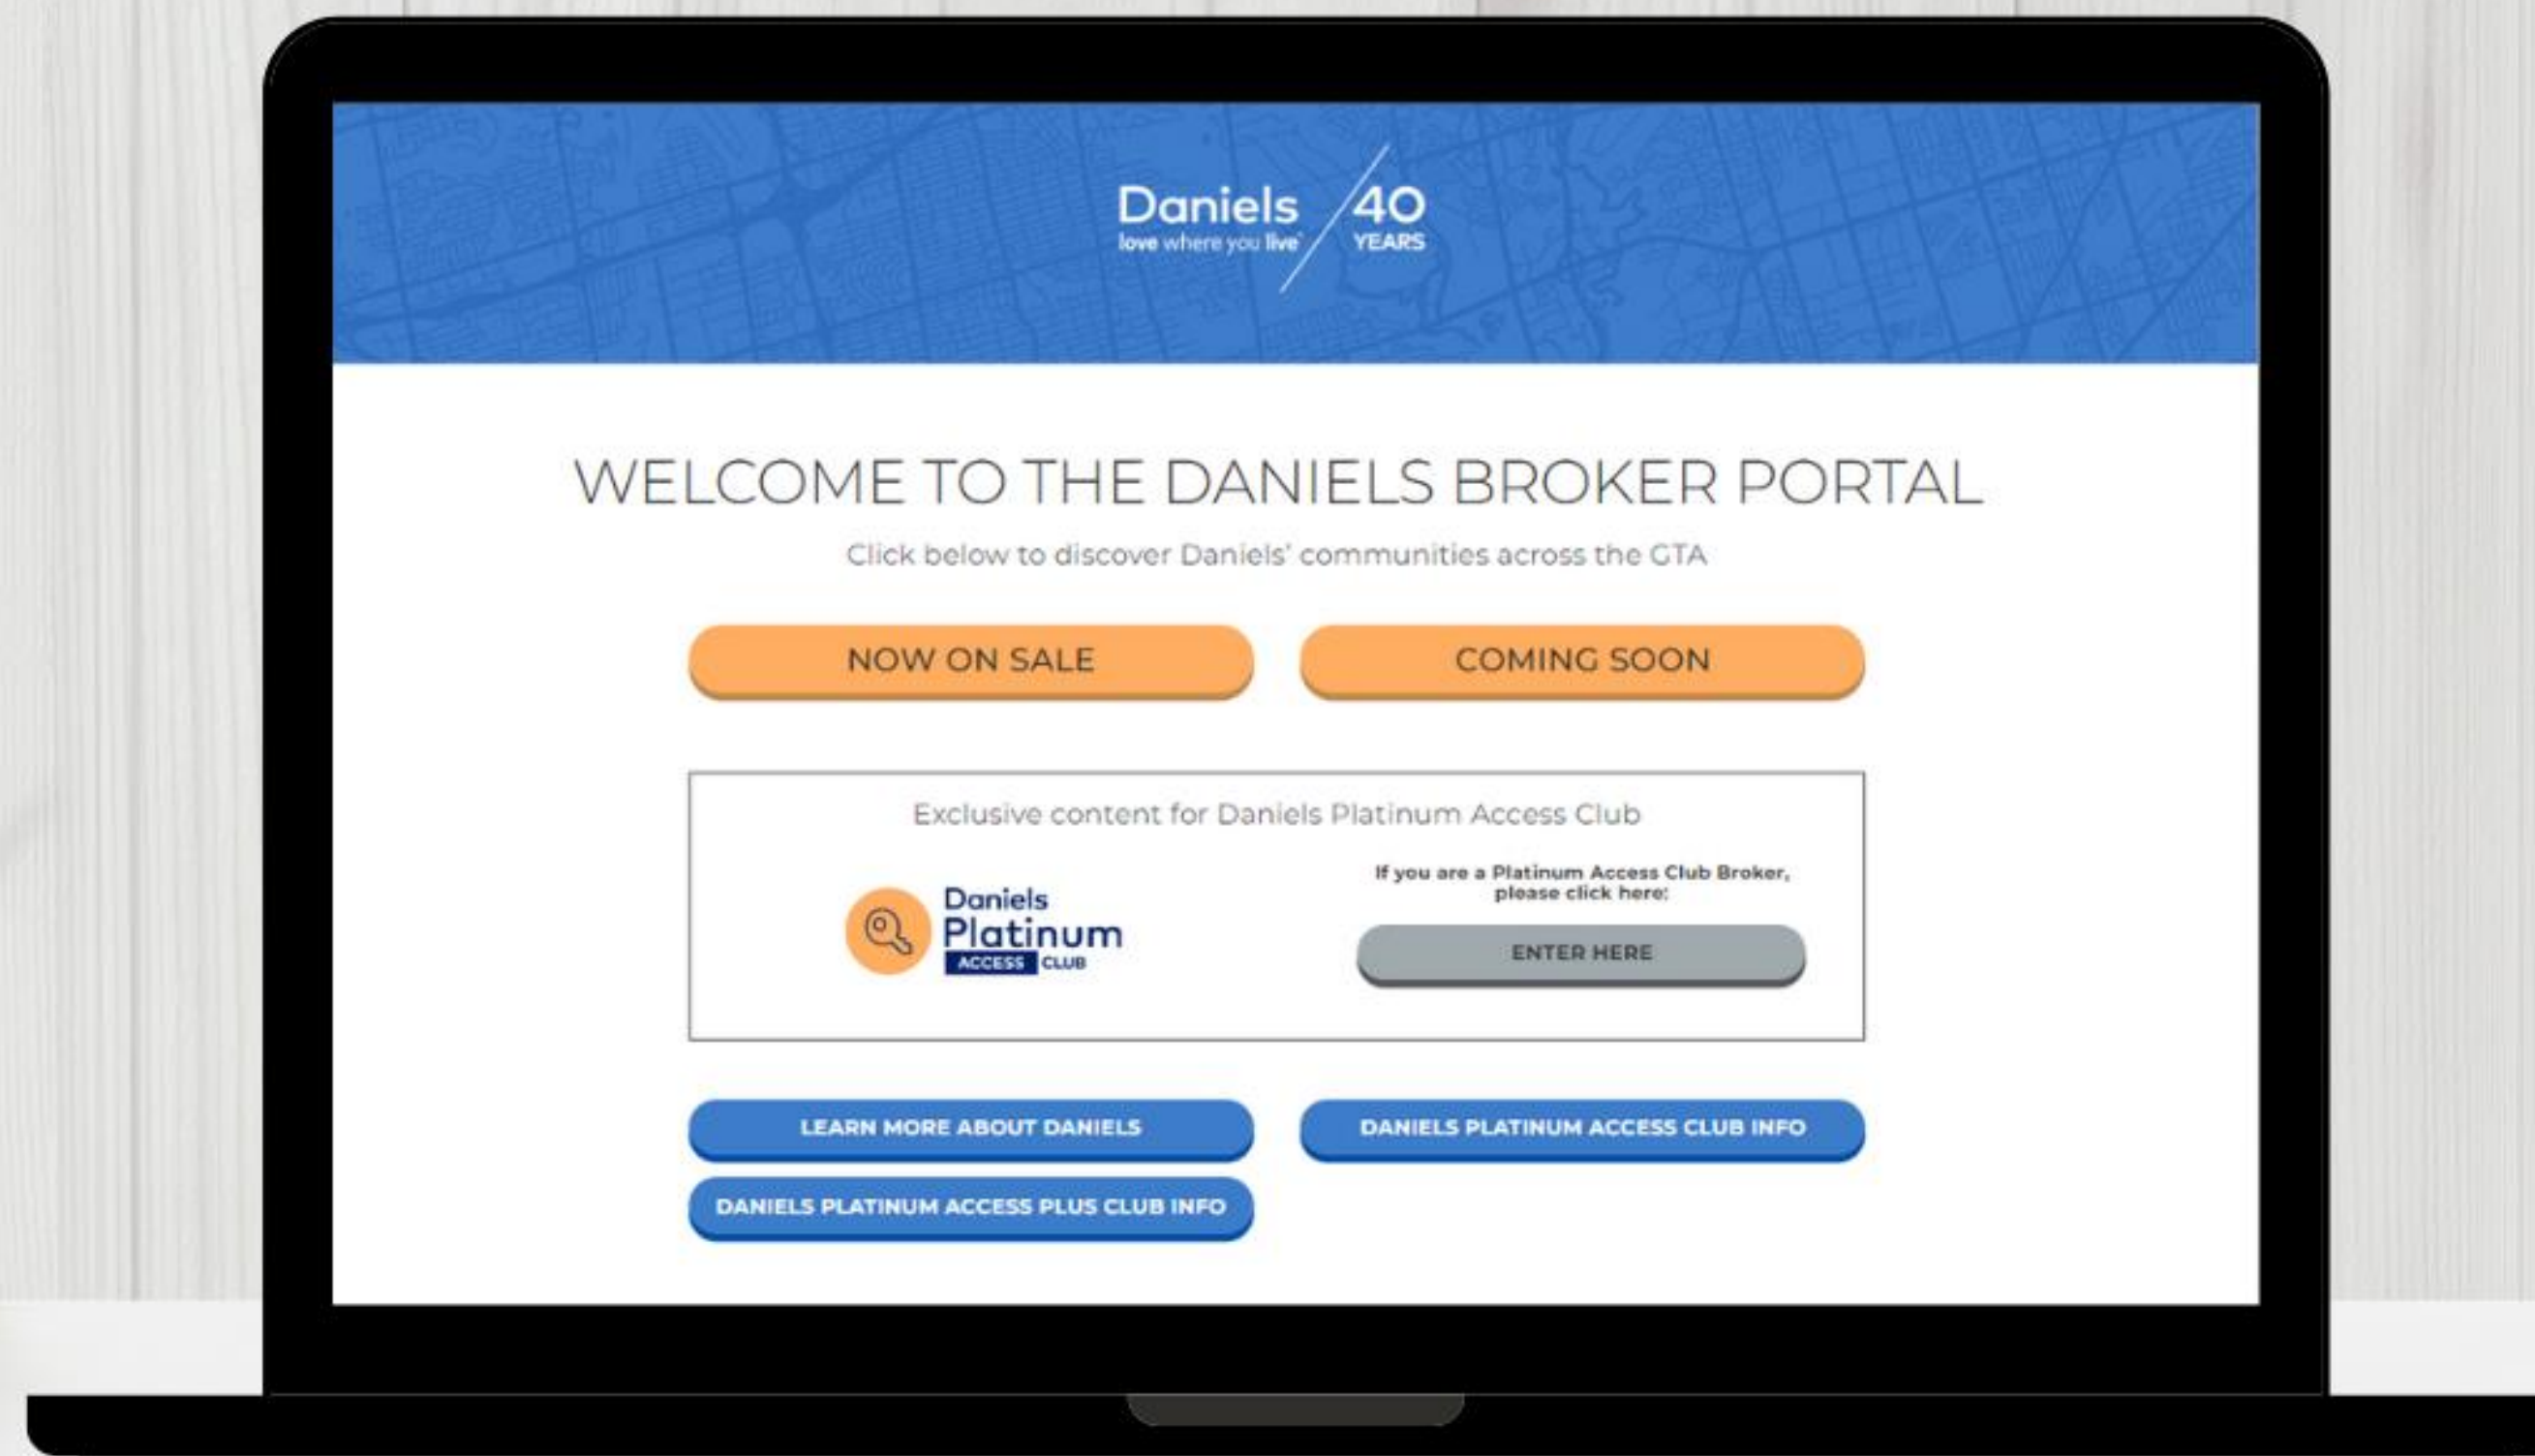 Daniels
love where you live®
40
YEARS
WELCOME TO THE DANIELS BROKER PORTAL
Click below to discover Daniels' communities across the GTA
NOW ON SALE
COMING SOON
Exclusive content for Daniels Platinum Access Club
Daniels
Platinum
ACCESS CLUB
If you are a Platinum Access Club Broker,
please click here:
ENTER HERE
LEARN MORE ABOUT DANIELS
DANIELS PLATINUM ACCESS CLUB INFO
DANIELS PLATINUM ACCESS PLUS CLUB INFO